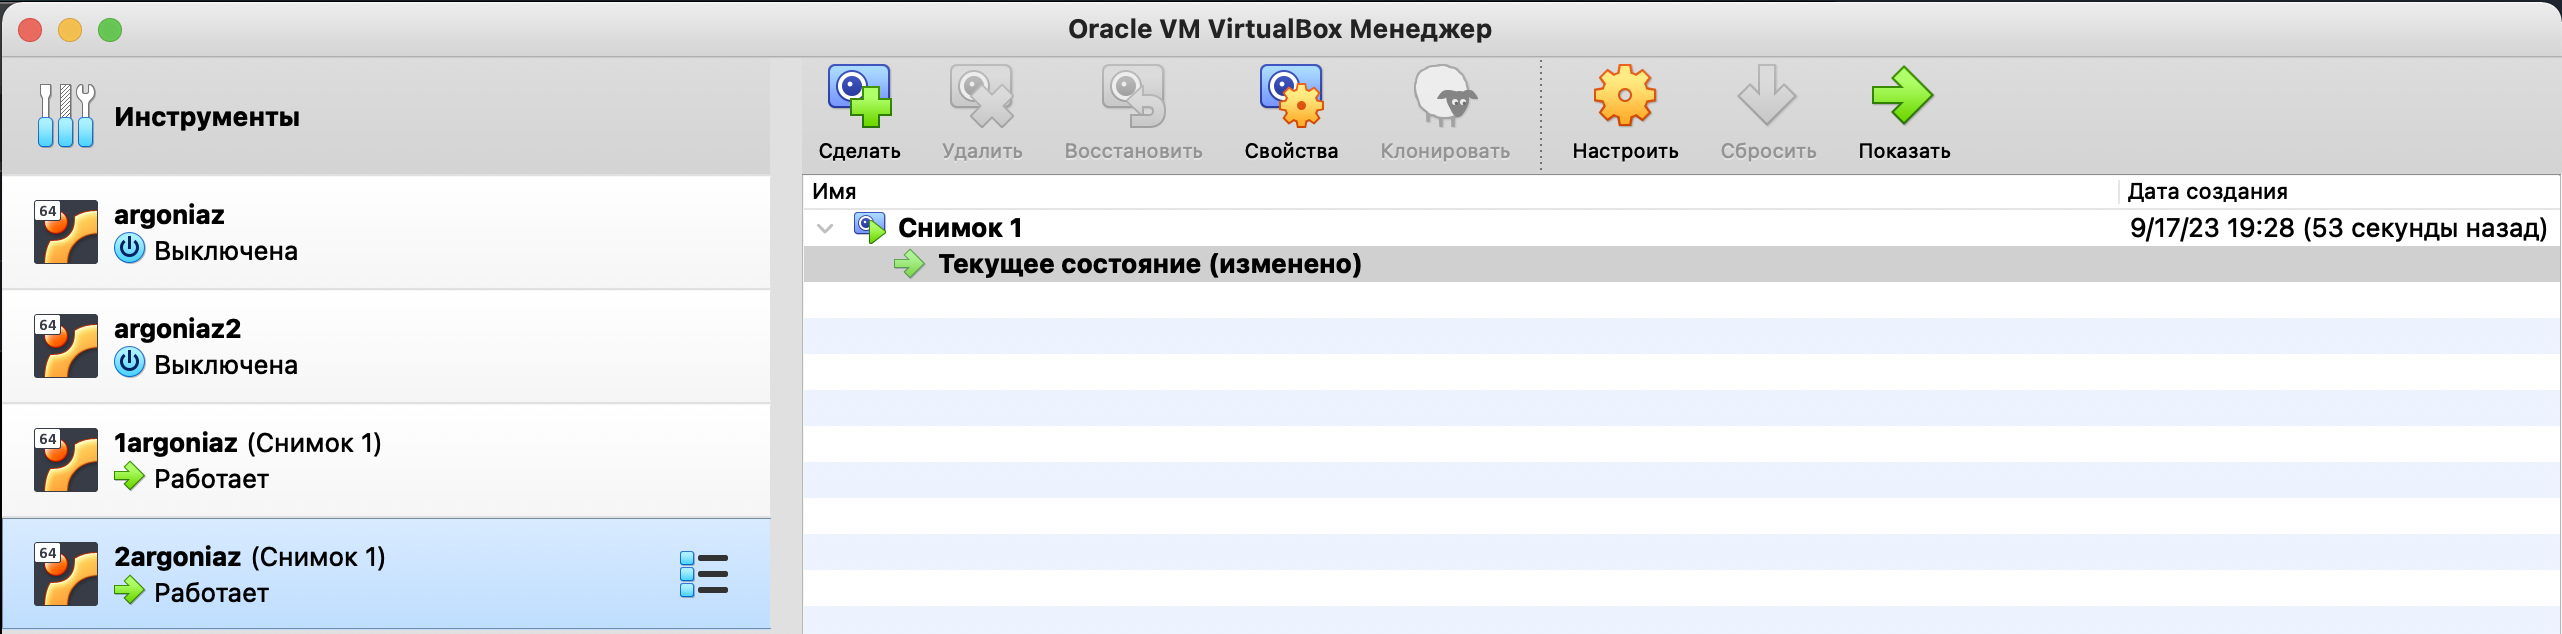 Oracle VM VirtualBox Менеджер
Инструменты
Сделать
Удалить
Восстановить
Свойства
Клонировать
Настроить
Сбросить
Показать
64
argoniaz
Выключена
64
argoniaz2
Выключена
64
1argoniaz (Снимок 1)
Работает
64
2argoniaz (Снимок 1)
Работает
Имя
Дата создания
Снимок 1
9/17/23 19:28 (53 секунды назад)
Текущее состояние (изменено)